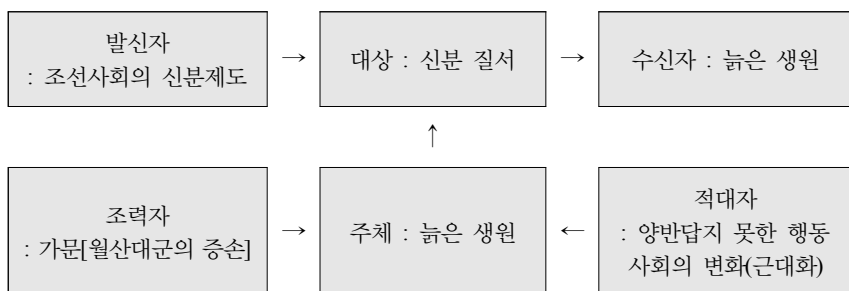 발신자
: 조선사회의 신분제도
→
대상 : 신분 질서
→
수신자 : 늙은 생원
↑
조력자
: 가문[월산대군의 증손]
→
주체 : 늙은 생원
←
적대자
: 양반답지 못한 행동
사회의 변화(근대화)